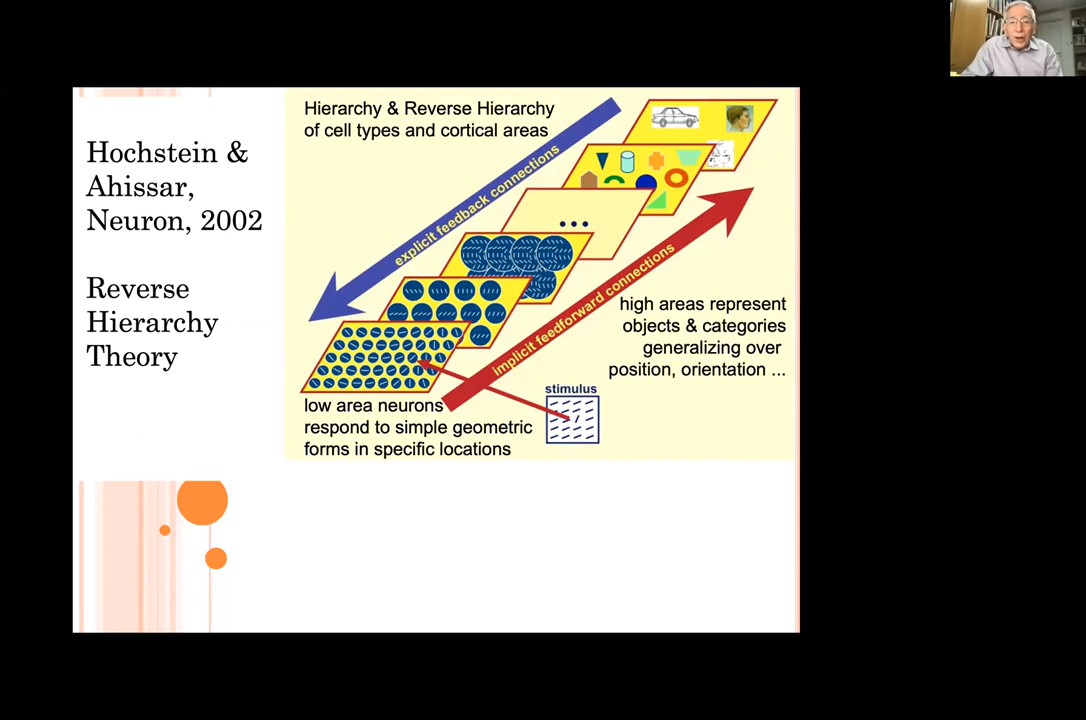 Hochstein &
Ahissar,
Neuron, 2002
Reverse
Hierarchy
Theory
Hierarchy & Reverse Hierarchy
of cell types and cortical areas
explicit feedback connections
implicit feedforward connections
high areas represent
objects & categories
generalizing over
position, orientation ...
stimulus
low area neurons
respond to simple geometric
forms in specific locations